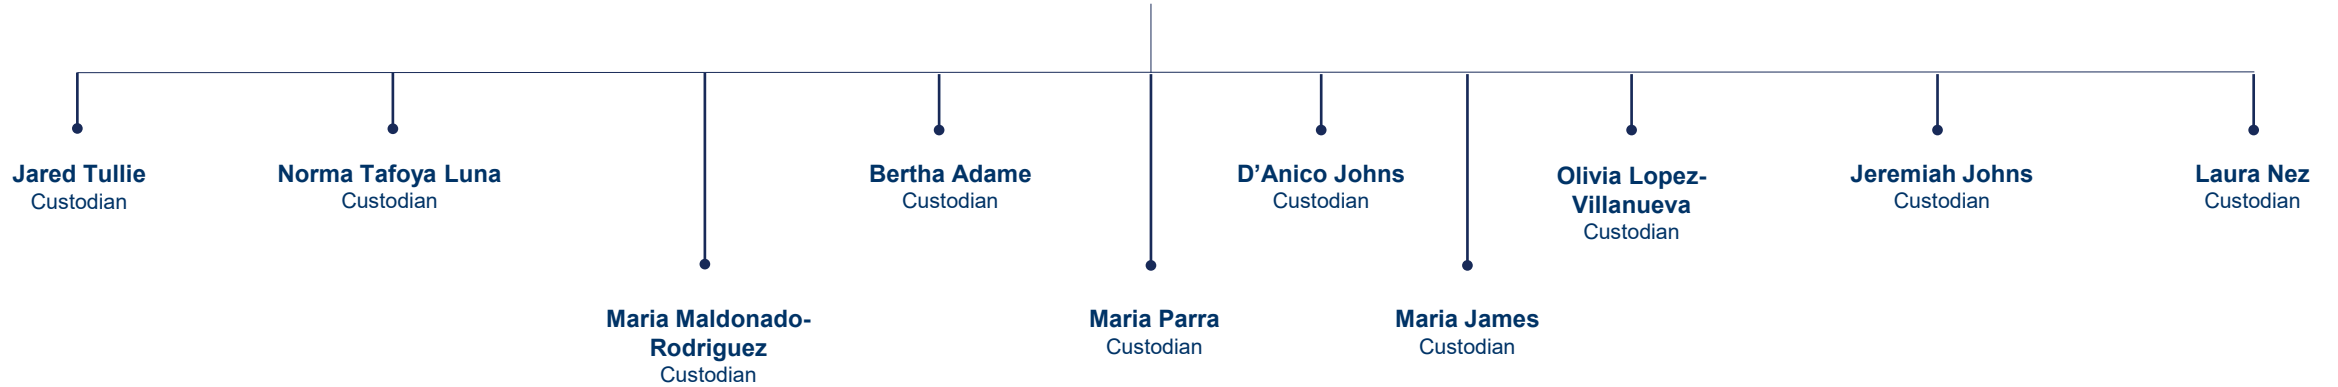 Jared Tullie
Custodian
Norma Tafoya Luna
Custodian
Maria Maldonado-
Rodriguez
Custodian
Bertha Adame
Custodian
Maria Parra
Custodian
D’Anico Johns
Custodian
Maria James
Custodian
Olivia Lopez-
Villanueva
Custodian
Jeremiah Johns
Custodian
Laura Nez
Custodian